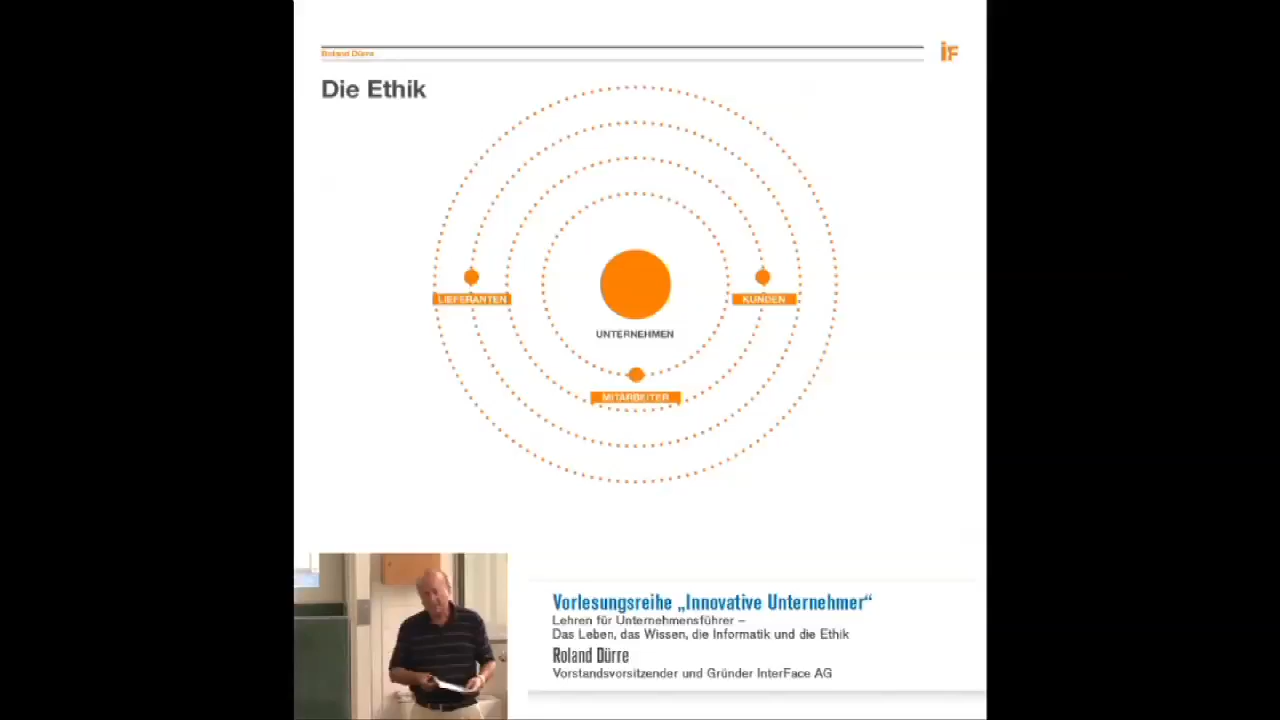 Roland Dürre
iF
Die Ethik
LIEFERANTEN
KUNDEN
UNTERNEHMEN
MITARBEITER
Vorlesungsreihe „Innovative Unternehmer“
Lehren für Unternehmensführer –
Das Leben, das Wissen, die Informatik und die Ethik
Roland Dürre
Vorstandsvorsitzender und Gründer InterFace AG